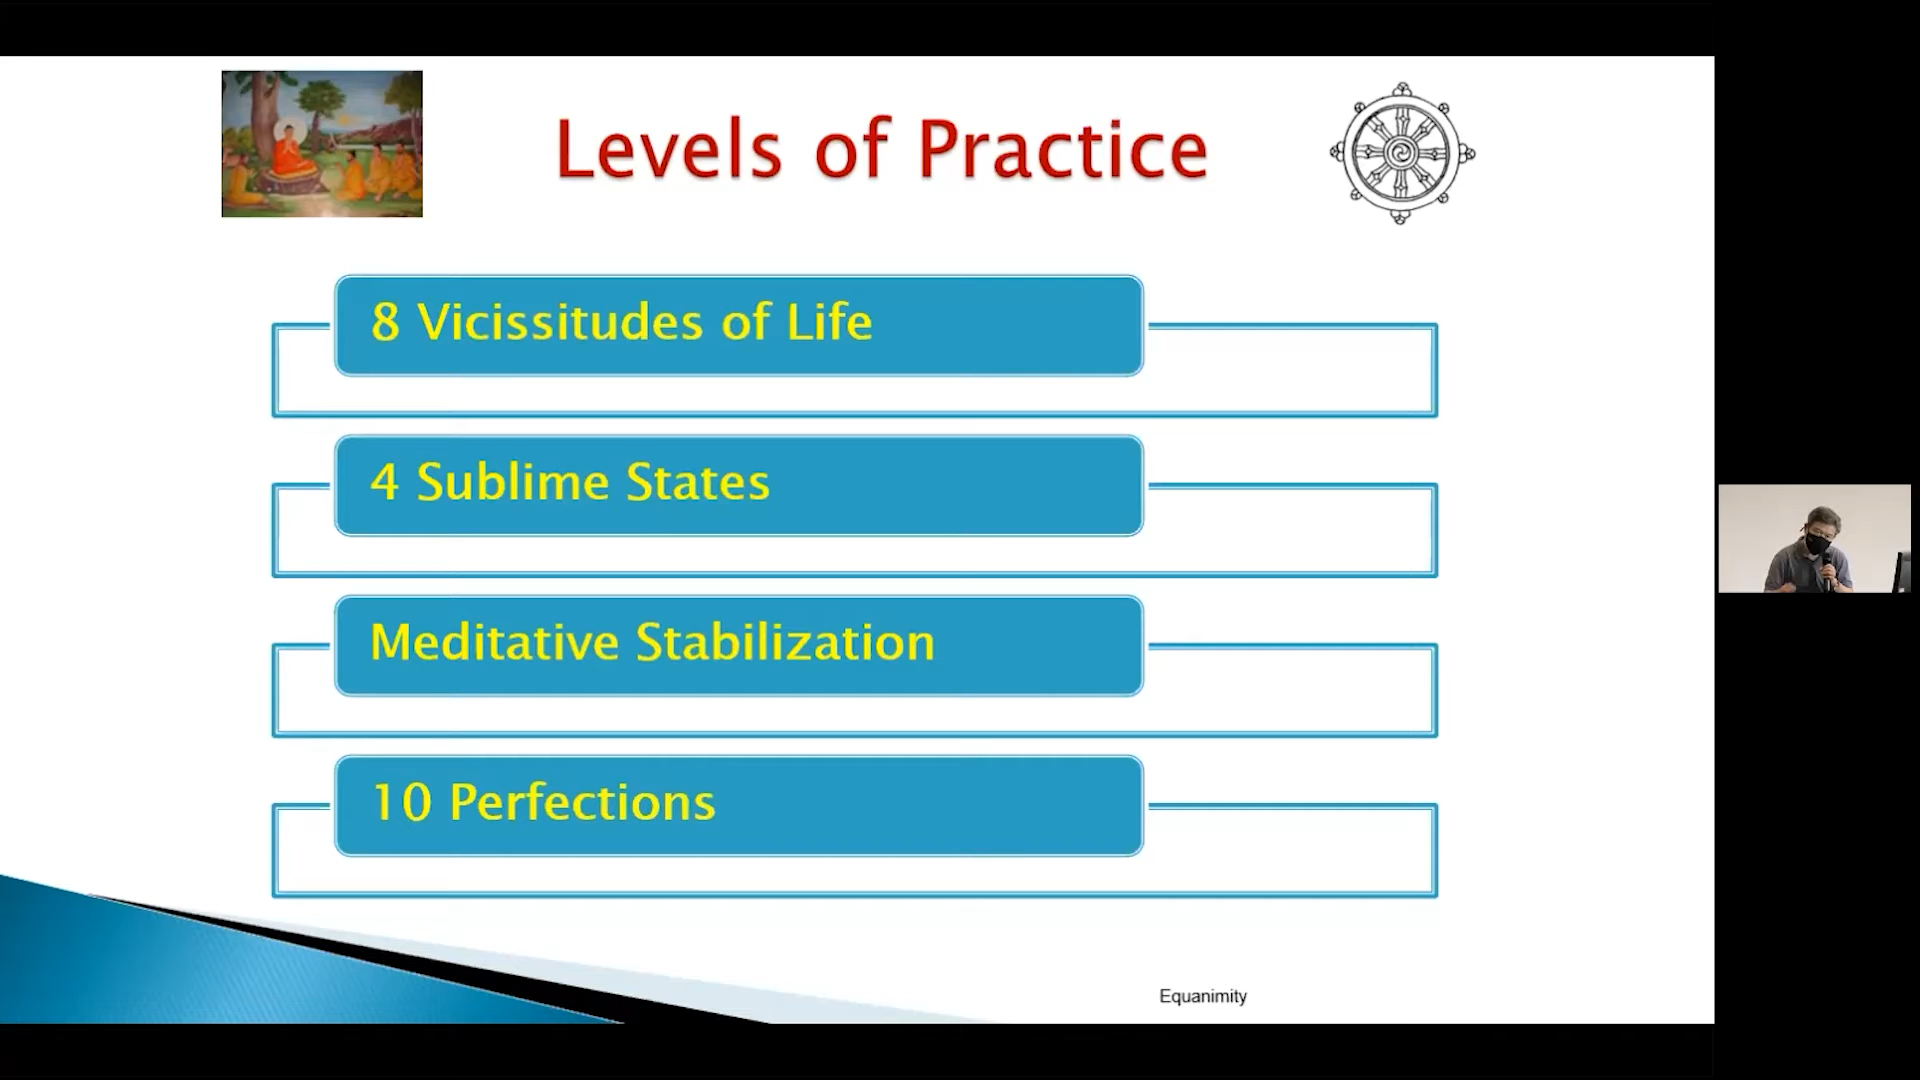 Levels of Practice
8 Vicissitudes of Life
4 Sublime States
Meditative Stabilization
10 Perfections
Equanimity